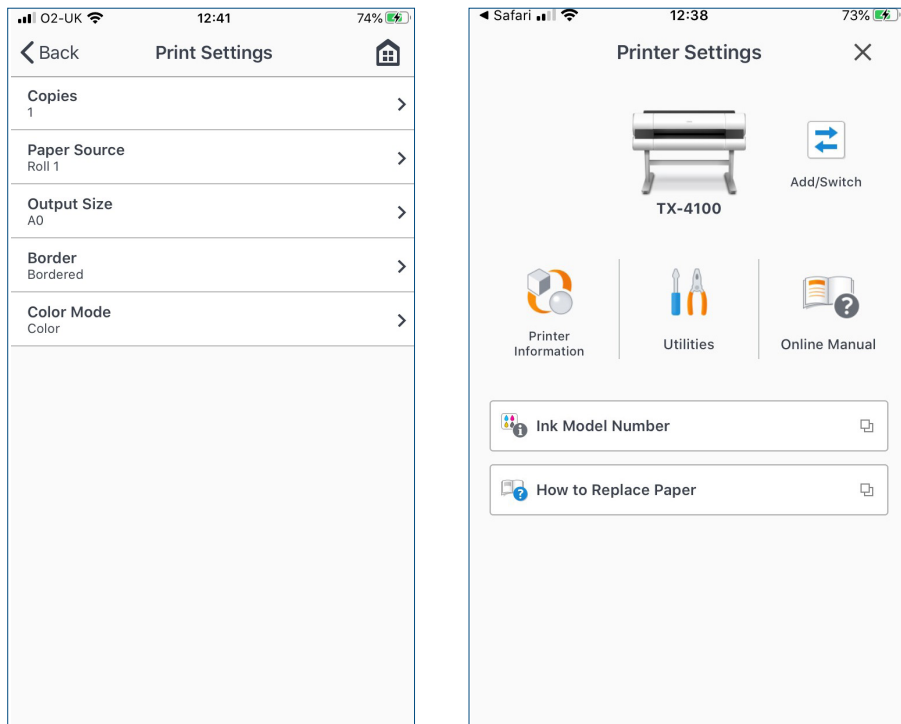 O2-UK 12:41 74%
Back Print Settings
Copies
1
Paper Source
Roll 1
Output Size
A0
Border
Bordered
Color Mode
Color
Safari 12:38 73%
Printer Settings
Add/Switch
TX-4100
Printer
Information
Utilities
Online Manual
Ink Model Number
How to Replace Paper